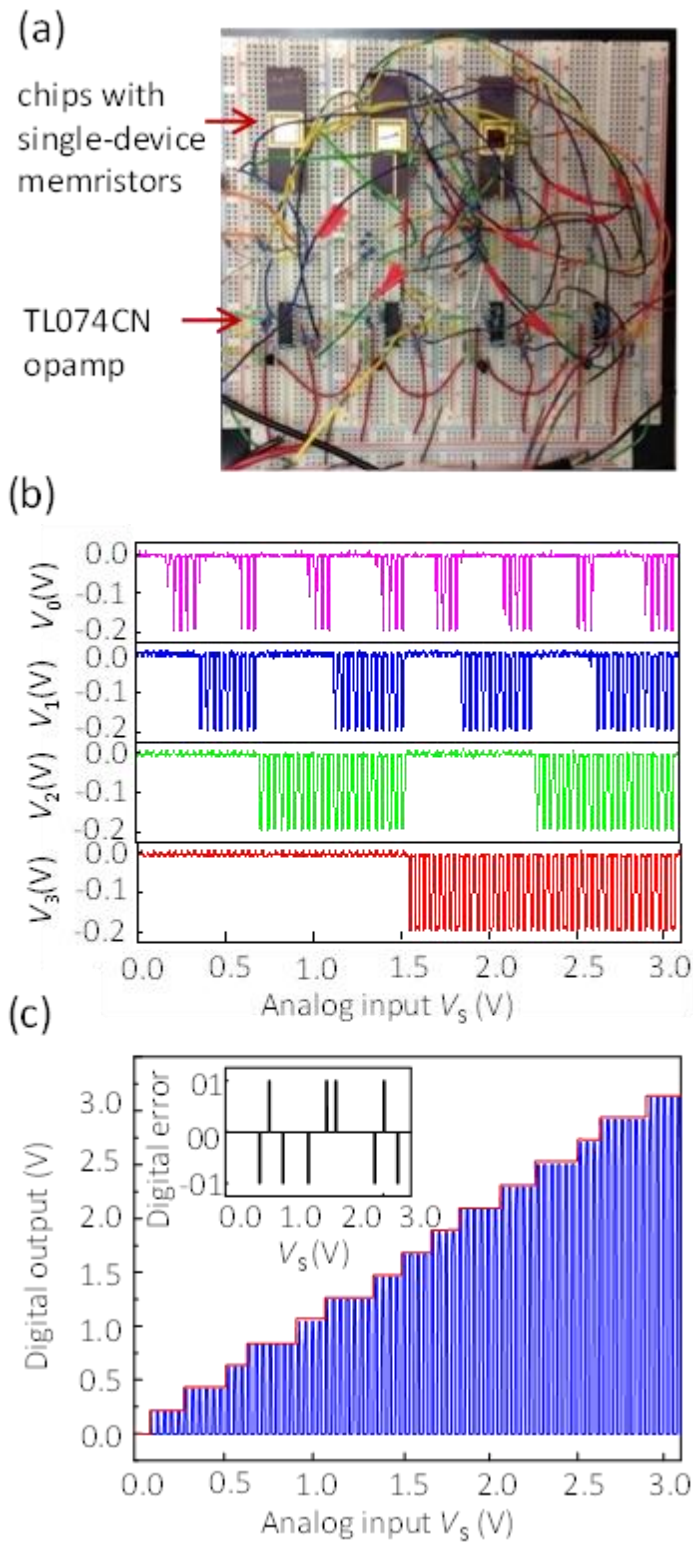 (a)
chips with
single-device
memristors
TL074CN
opamp
(b)
V0(V)
0.0
-0.1
-0.2
V1(V)
0.0
-0.1
-0.2
V2(V)
0.0
-0.1
-0.2
V3(V)
0.0
-0.1
-0.2
0.0 0.5 1.0 1.5 2.0 2.5 3.0
Analog input VS (V)
(c)
Digital output (V)
3.0
2.5
2.0
1.5
1.0
0.5
0.0
Digital error
01
00
-01
0.0 1.0 2.0 3.0
VS(V)
0.0 0.5 1.0 1.5 2.0 2.5 3.0
Analog input VS (V)